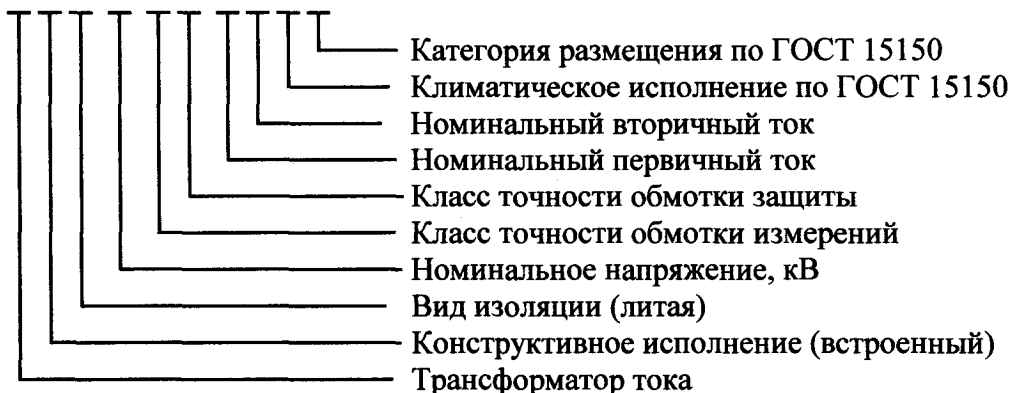 Категория размещения по ГОСТ 15150
Климатическое исполнение по ГОСТ 15150
Номинальный вторичный ток
Номинальный первичный ток
Класс точности обмотки защиты
Класс точности обмотки измерений
Номинальное напряжение, кВ
Вид изоляции (литая)
Конструктивное исполнение (встроенный)
Трансформатор тока